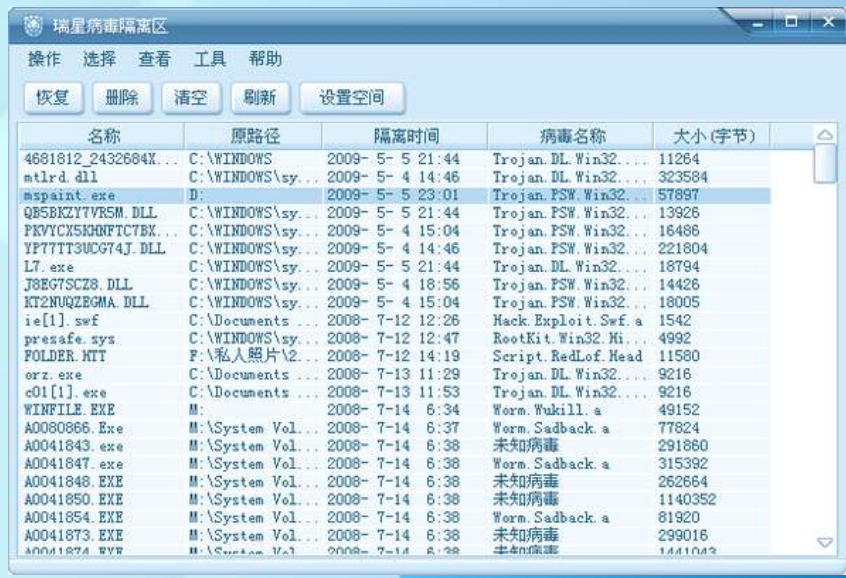 瑞星病毒隔离区
操作 选择 查看 工具 帮助
恢复 删除 清空 刷新 设置空间
名称 原路径 隔离时间 病毒名称 大小(字节)
4681812_2432684X... C:\WINDOWS 2009- 5- 5 21:44 Trojan.DL.Win32.... 11264
mtlrd.dll C:\WINDOWS\sy... 2009- 5- 4 14:46 Trojan.DL.Win32.... 323584
mspaint.exe D: 2009- 5- 5 23:01 Trojan.PSW.Win32... 57897
QB5BKZY7VR5M.DLL C:\WINDOWS\sy... 2009- 5- 5 21:44 Trojan.PSW.Win32... 13926
PKVYCX5KHNFTC7BX... C:\WINDOWS\sy... 2009- 5- 4 15:04 Trojan.PSW.Win32... 16486
YP77TT3UCG74J.DLL C:\WINDOWS\sy... 2009- 5- 4 14:46 Trojan.PSW.Win32... 221804
L7.exe C:\WINDOWS\sy... 2009- 5- 5 21:44 Trojan.DL.Win32.... 18794
J8EG7SCZ8.DLL C:\WINDOWS\sy... 2009- 5- 4 18:56 Trojan.PSW.Win32... 14426
KT2NUQZEGMA.DLL C:\WINDOWS\sy... 2009- 5- 4 15:04 Trojan.PSW.Win32... 18005
ie[1].swf C:\Documents ... 2008- 7-12 12:26 Hack.Exploit.Swf.a 1542
presafe.sys C:\WINDOWS\sy... 2008- 7-12 12:47 RootKit.Win32.Mi... 4992
FOLDER.HTT F:\私人照片\2... 2008- 7-12 14:19 Script.RedLof.Head 11580
orz.exe C:\Documents ... 2008- 7-13 11:29 Trojan.DL.Win32.... 9216
c01[1].exe C:\Documents ... 2008- 7-13 11:53 Trojan.DL.Win32.... 9216
WINFILE.EXE M: 2008- 7-14 6:34 Worm.Wukill.a 49152
A0080866.Exe M:\System Vol... 2008- 7-14 6:37 Worm.Sadback.a 77824
A0041843.exe M:\System Vol... 2008- 7-14 6:38 未知病毒 291860
A0041847.exe M:\System Vol... 2008- 7-14 6:38 Worm.Sadback.a 315392
A0041848.EXE M:\System Vol... 2008- 7-14 6:38 未知病毒 262664
A0041850.EXE M:\System Vol... 2008- 7-14 6:38 未知病毒 1140352
A0041854.EXE M:\System Vol... 2008- 7-14 6:38 Worm.Sadback.a 81920
A0041873.EXE M:\System Vol... 2008- 7-14 6:38 未知病毒 299016
A0041874.EXE M:\System Vol... 2008- 7-14 6:38 未知病毒 1441043